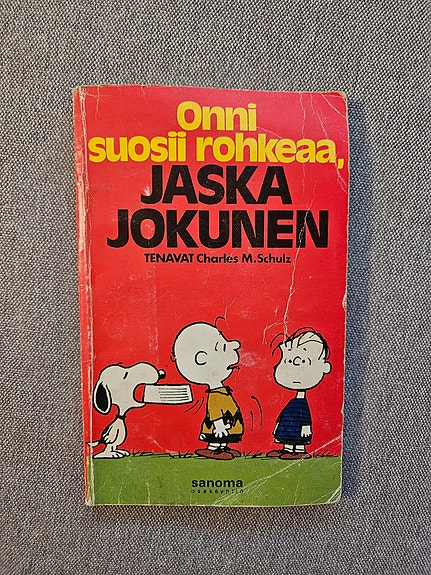 Onni
suosii rohkeaa,
JASKA
JOKUNEN
TENAVAT Charles M. Schulz
sanoma
osakeyhtiö